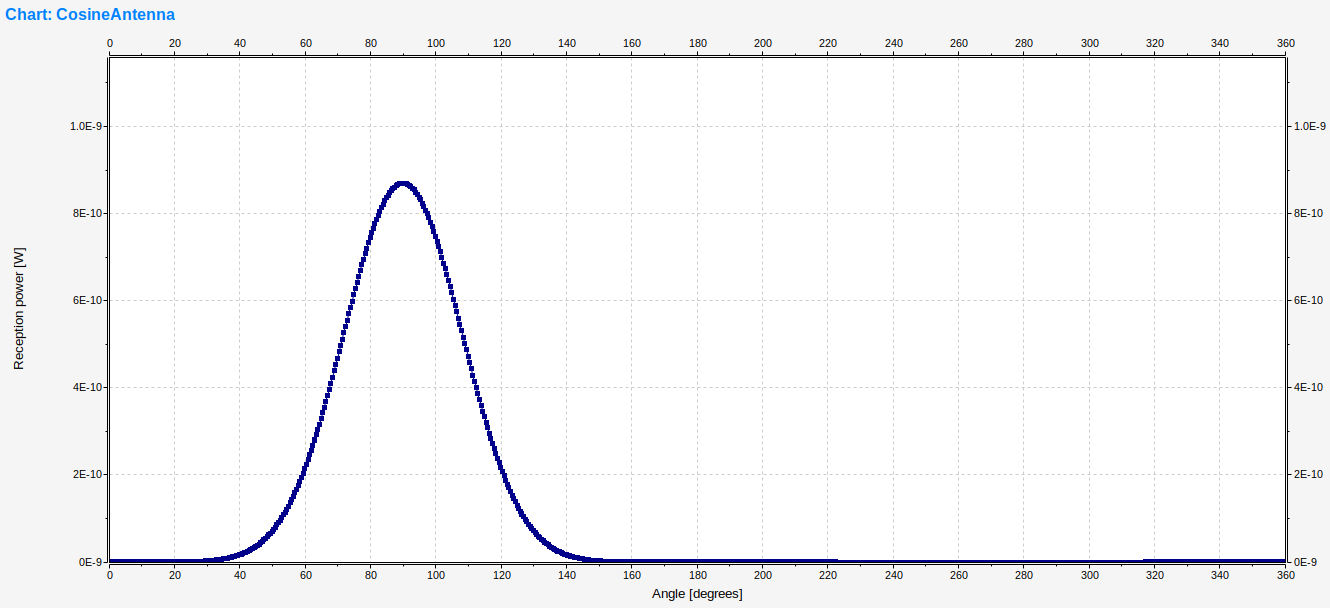 Chart: CosineAntenna
0 20 40 60 80 100 120 140 160 180 200 220 240 260 280 300 320 340 360
1.0E-9 1.0E-9
8E-10 8E-10
Reception power [W]
6E-10 6E-10
4E-10 4E-10
2E-10 2E-10
0E-9 0E-9
0 20 40 60 80 100 120 140 160 180 200 220 240 260 280 300 320 340 360
Angle [degrees]